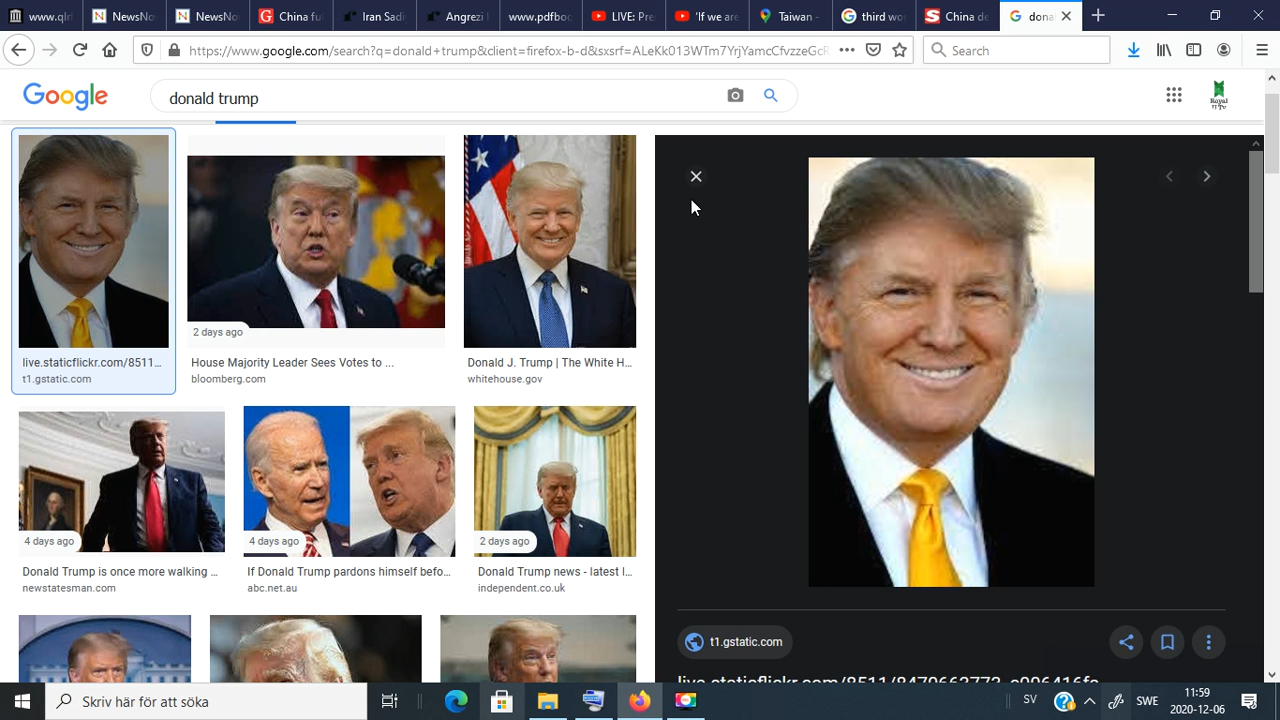 www.qlrf
NewsNo
NewsNov
China fu
Iran Sadi
Angrezi I
www.pdfboo
LIVE: Pre
'If we are
Taiwan -
third wo
China de
dona
https://www.google.com/search?q=donald+trump&client=firefox-b-d&sxsrf=ALeKk013WTm7YrjYamcCfvzzeGcR
Search
Google
donald trump
Royal
Tv
2 days ago
live.staticflickr.com/8511...
t1.gstatic.com
House Majority Leader Sees Votes to ...
bloomberg.com
Donald J. Trump | The White H...
whitehouse.gov
4 days ago
4 days ago
2 days ago
Donald Trump is once more walking ...
newstatesman.com
If Donald Trump pardons himself befo...
abc.net.au
Donald Trump news - latest I...
independent.co.uk
t1.gstatic.com
Skriv här för att söka
SV
SWE
11:59
2020-12-06